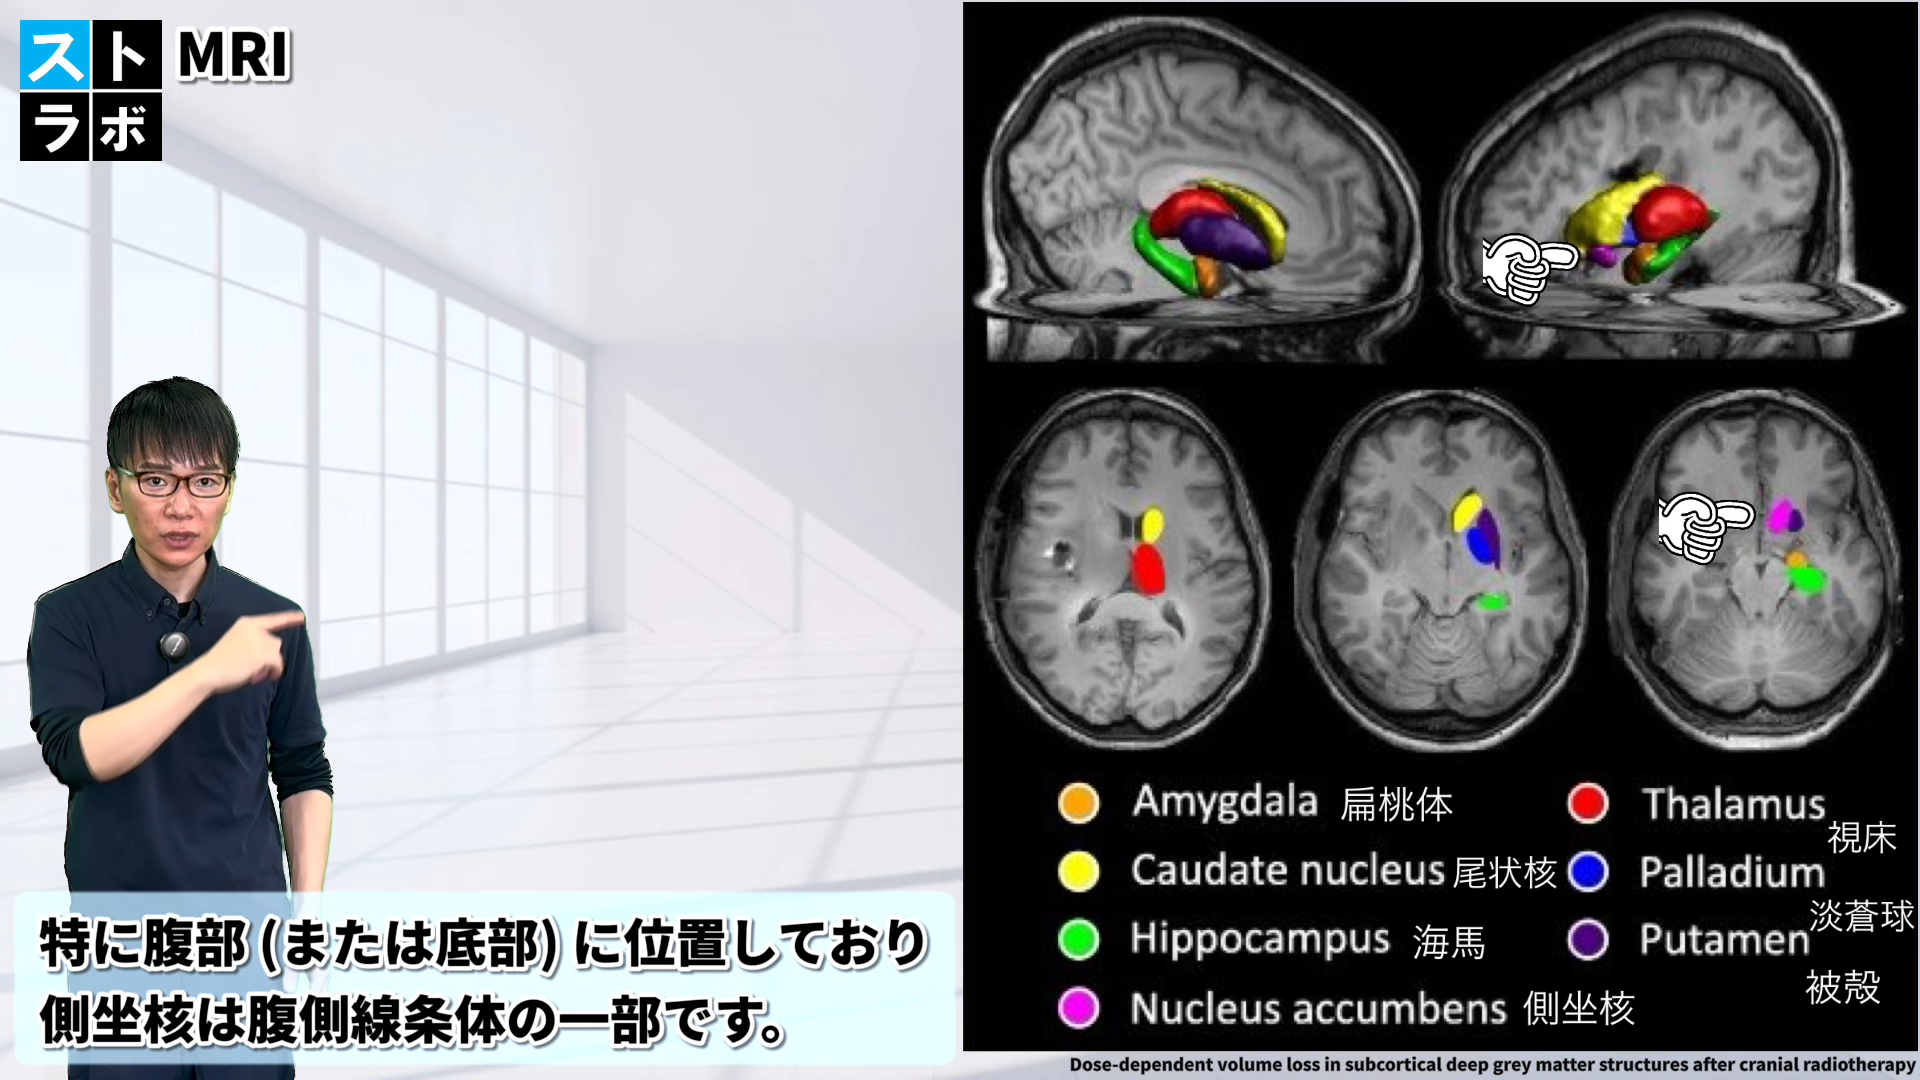 スト
ラボ
MRI
Amygdala 扁桃体
Thalamus
視床
Caudate nucleus 尾状核
Palladium
淡蒼球
Hippocampus 海馬
Putamen
被殻
Nucleus accumbens 側坐核
特に腹部 (または底部) に位置しており
側坐核は腹側線条体の一部です。
Dose-dependent volume loss in subcortical deep grey matter structures after cranial radiotherapy